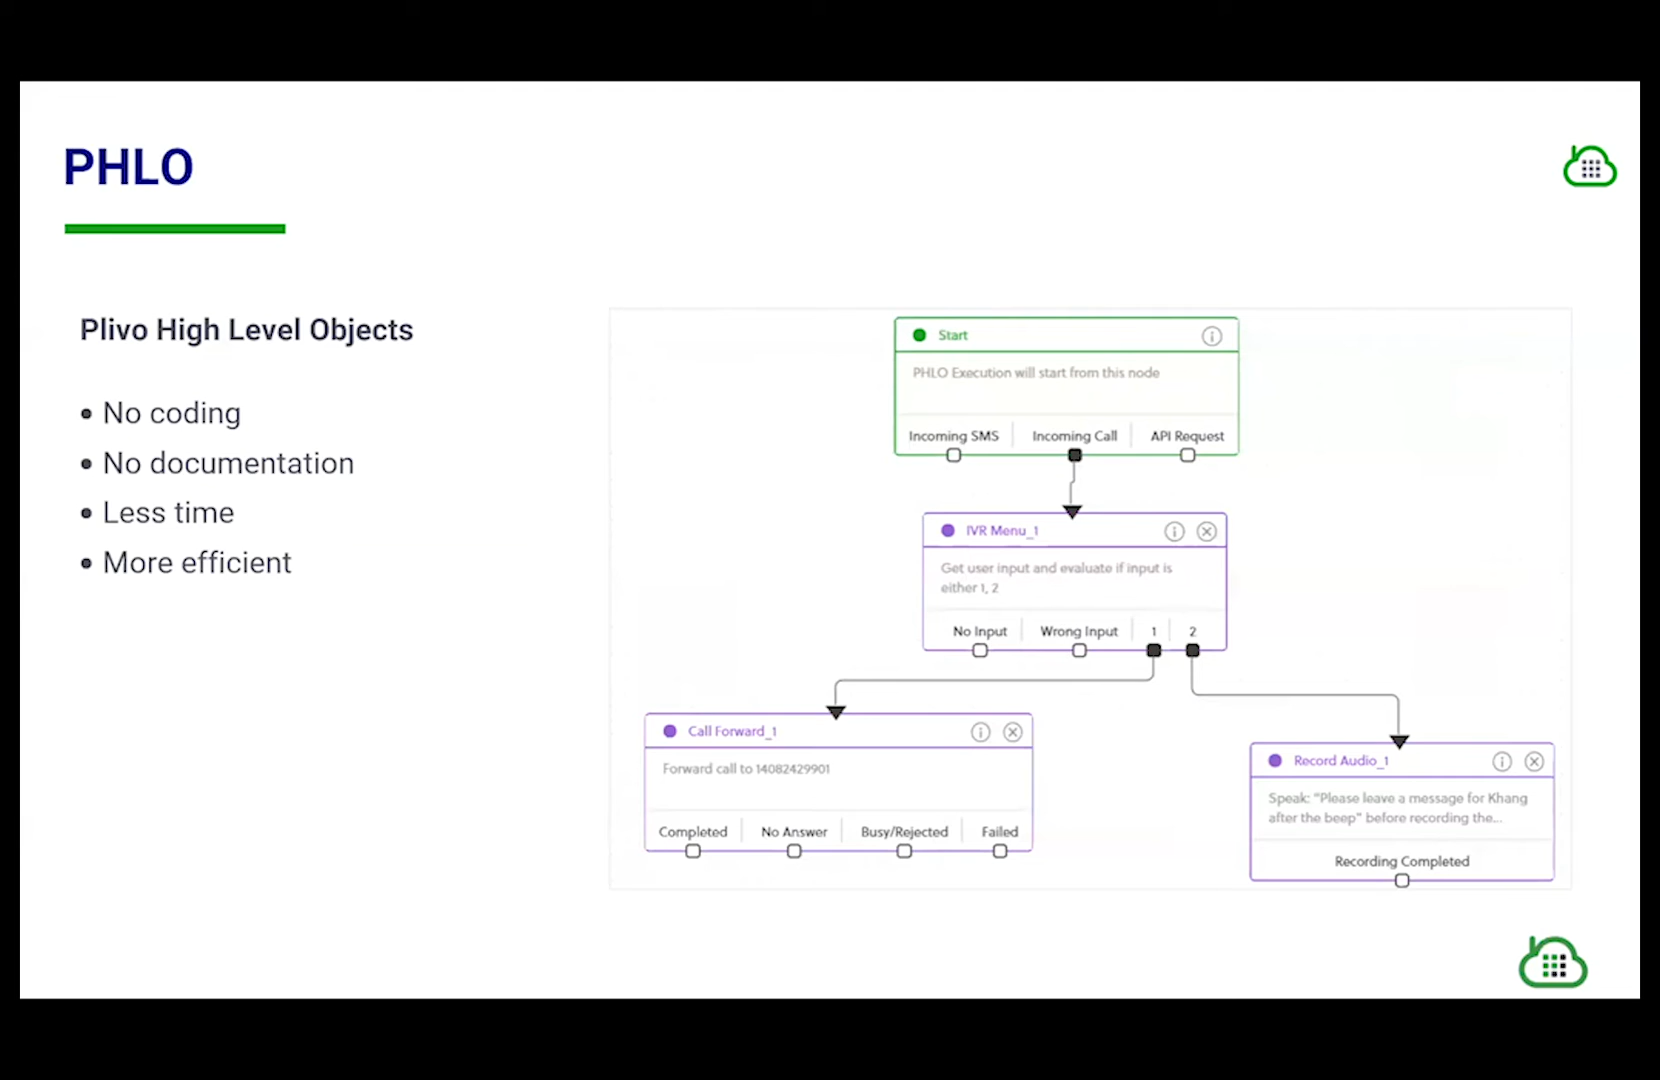 PHLO
Plivo High Level Objects
• No coding
• No documentation
• Less time
• More efficient
Start
PHLO Execution will start from this node
Incoming SMS
Incoming Call
API Request
IVR Menu_1
Get user input and evaluate if input is
either 1, 2
No Input
Wrong Input
1
2
Call Forward_1
Forward call to 14082429901
Completed
No Answer
Busy/Rejected
Failed
Record Audio_1
Speak: "Please leave a message for Khang
after the beep" before recording the...
Recording Completed